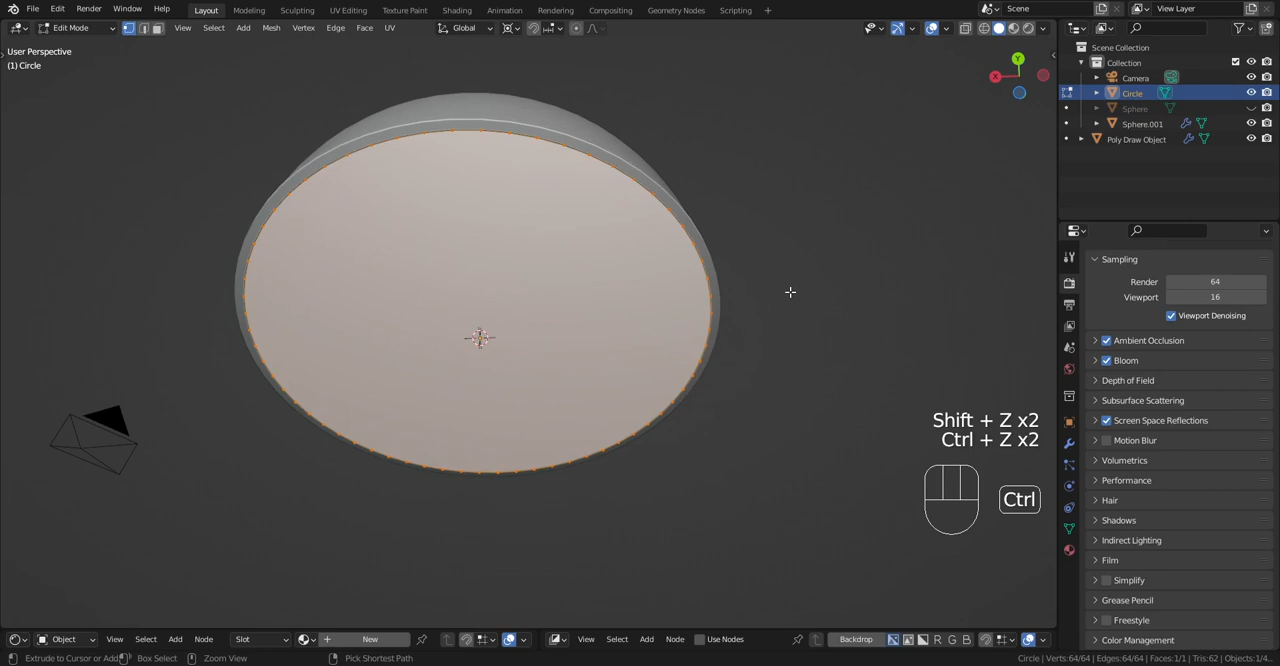 File Edit Render Window Help Layout Modeling Sculpting UV Editing Texture Paint Shading Animation Rendering Compositing Geometry Nodes Scripting + Scene View Layer
Edit Mode View Select Add Mesh Vertex Edge Face UV Global
User Perspective
(1) Circle
Y
X
Scene Collection
Collection
Camera
Circle
Sphere
Sphere.001
Poly Draw Object
Sampling
Render 64
Viewport 16
Viewport Denoising
Ambient Occlusion
Bloom
Depth of Field
Subsurface Scattering
Screen Space Reflections
Motion Blur
Volumetrics
Performance
Hair
Shadows
Indirect Lighting
Film
Simplify
Grease Pencil
Freestyle
Color Management
Shift + Z x2
Ctrl + Z x2
Ctrl
Object View Select Add Node Slot + New View Select Add Node Use Nodes Backdrop R G B
Extrude to Cursor or Add Box Select Zoom View Pick Shortest Path Circle | Verts:64/64 | Edges:64/64 | Faces:1/1 | Tris:62 | Objects:1/4...